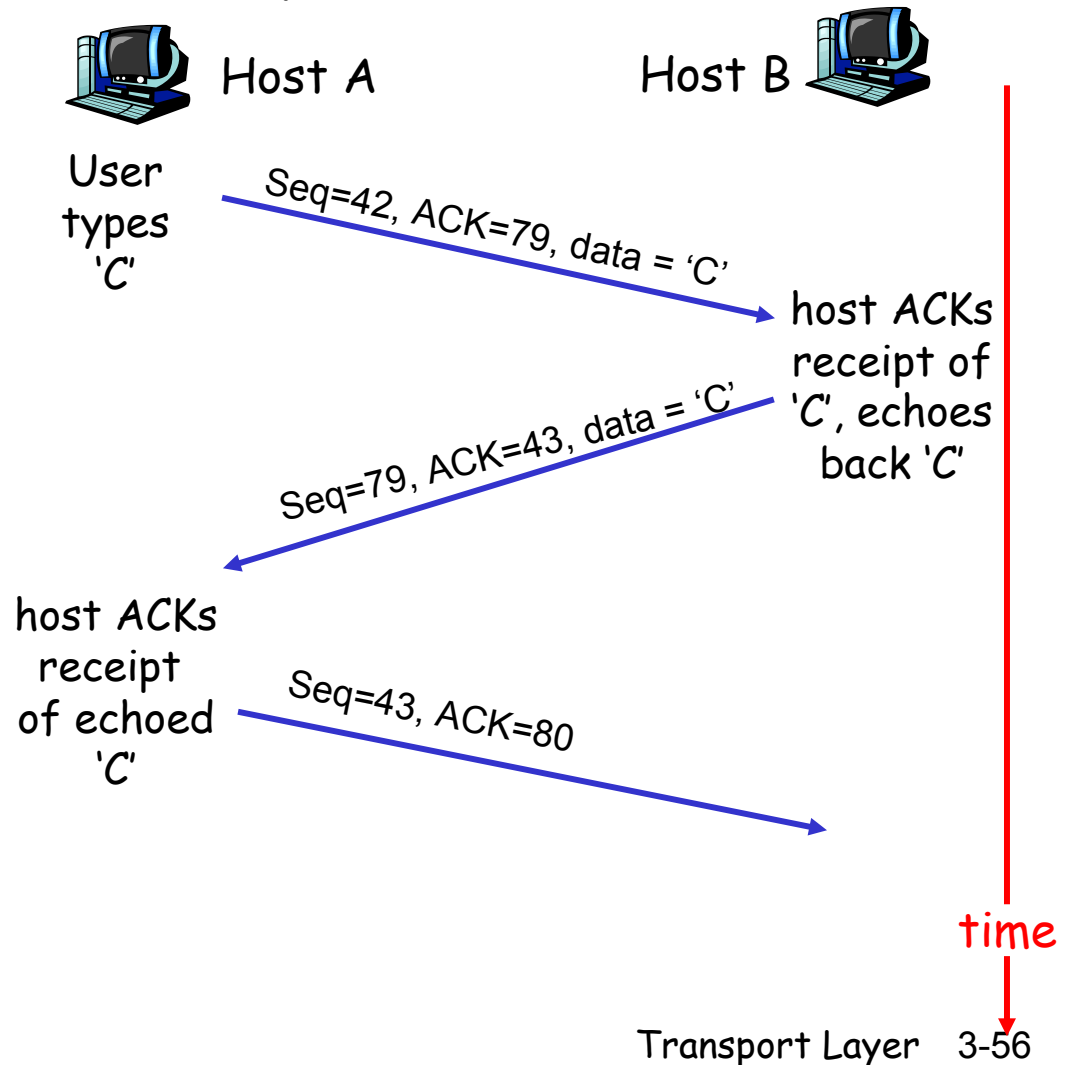 Host A
Host B
User
types
‘C’
Seq=42, ACK=79, data = ‘C’
host ACKs
receipt of
‘C’, echoes
back ‘C’
Seq=79, ACK=43, data = ‘C’
host ACKs
receipt
of echoed
‘C’
Seq=43, ACK=80
time
Transport Layer 3-56